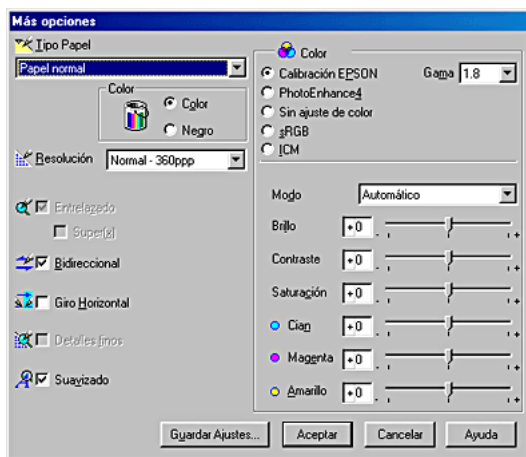 Más opciones
Tipo Papel
Papel normal
Color
Color
Negro
Resolución Normal - 360ppp
Entrelazado
Super(x)
Bidireccional
Giro Horizontal
Detalles finos
Suavizado
Color
Calibración EPSON Gama 1.8
PhotoEnhance4
Sin ajuste de color
sRGB
ICM
Modo Automático
Brillo +0 - +
Contraste +0 - +
Saturación +0 - +
Cian +0 - +
Magenta +0 - +
Amarillo +0 - +
Guardar Ajustes... Aceptar Cancelar Ayuda